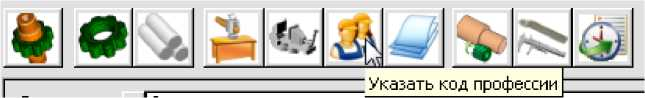 Указать код профессии